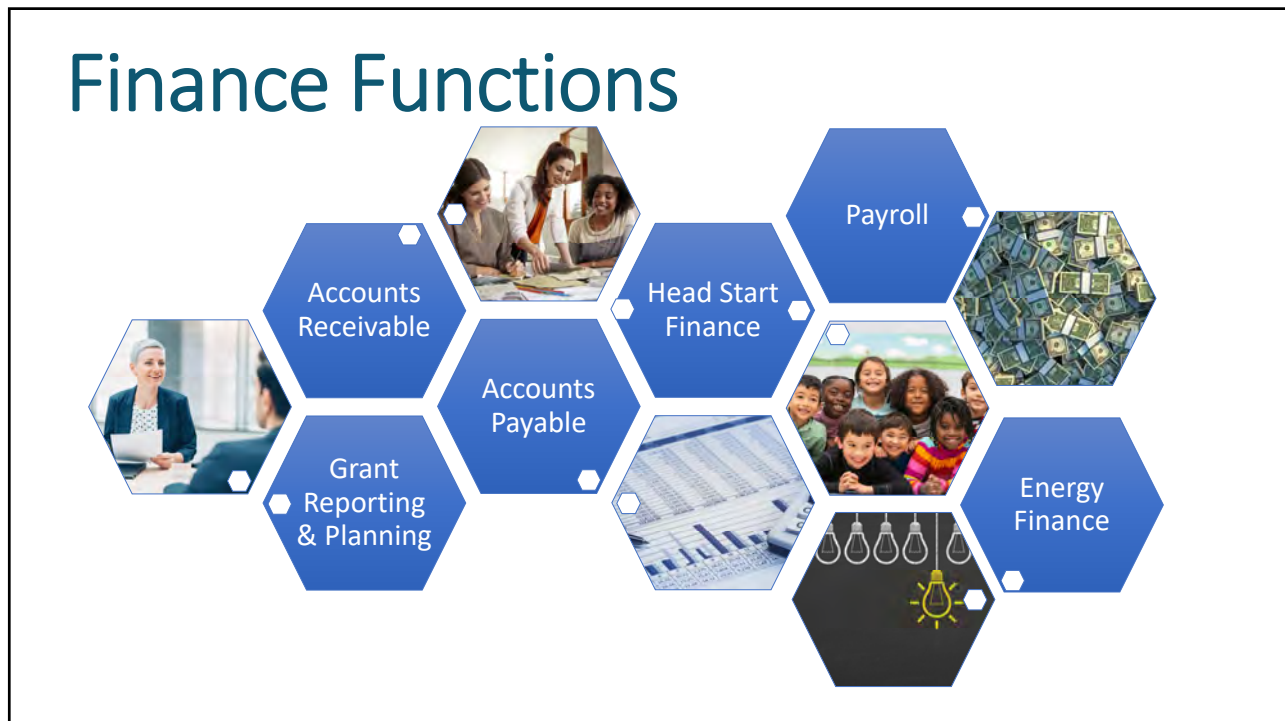 Finance Functions
Payroll
Accounts
Receivable
Head Start
Finance
Accounts
Payable
Grant
Reporting
& Planning
Energy
Finance